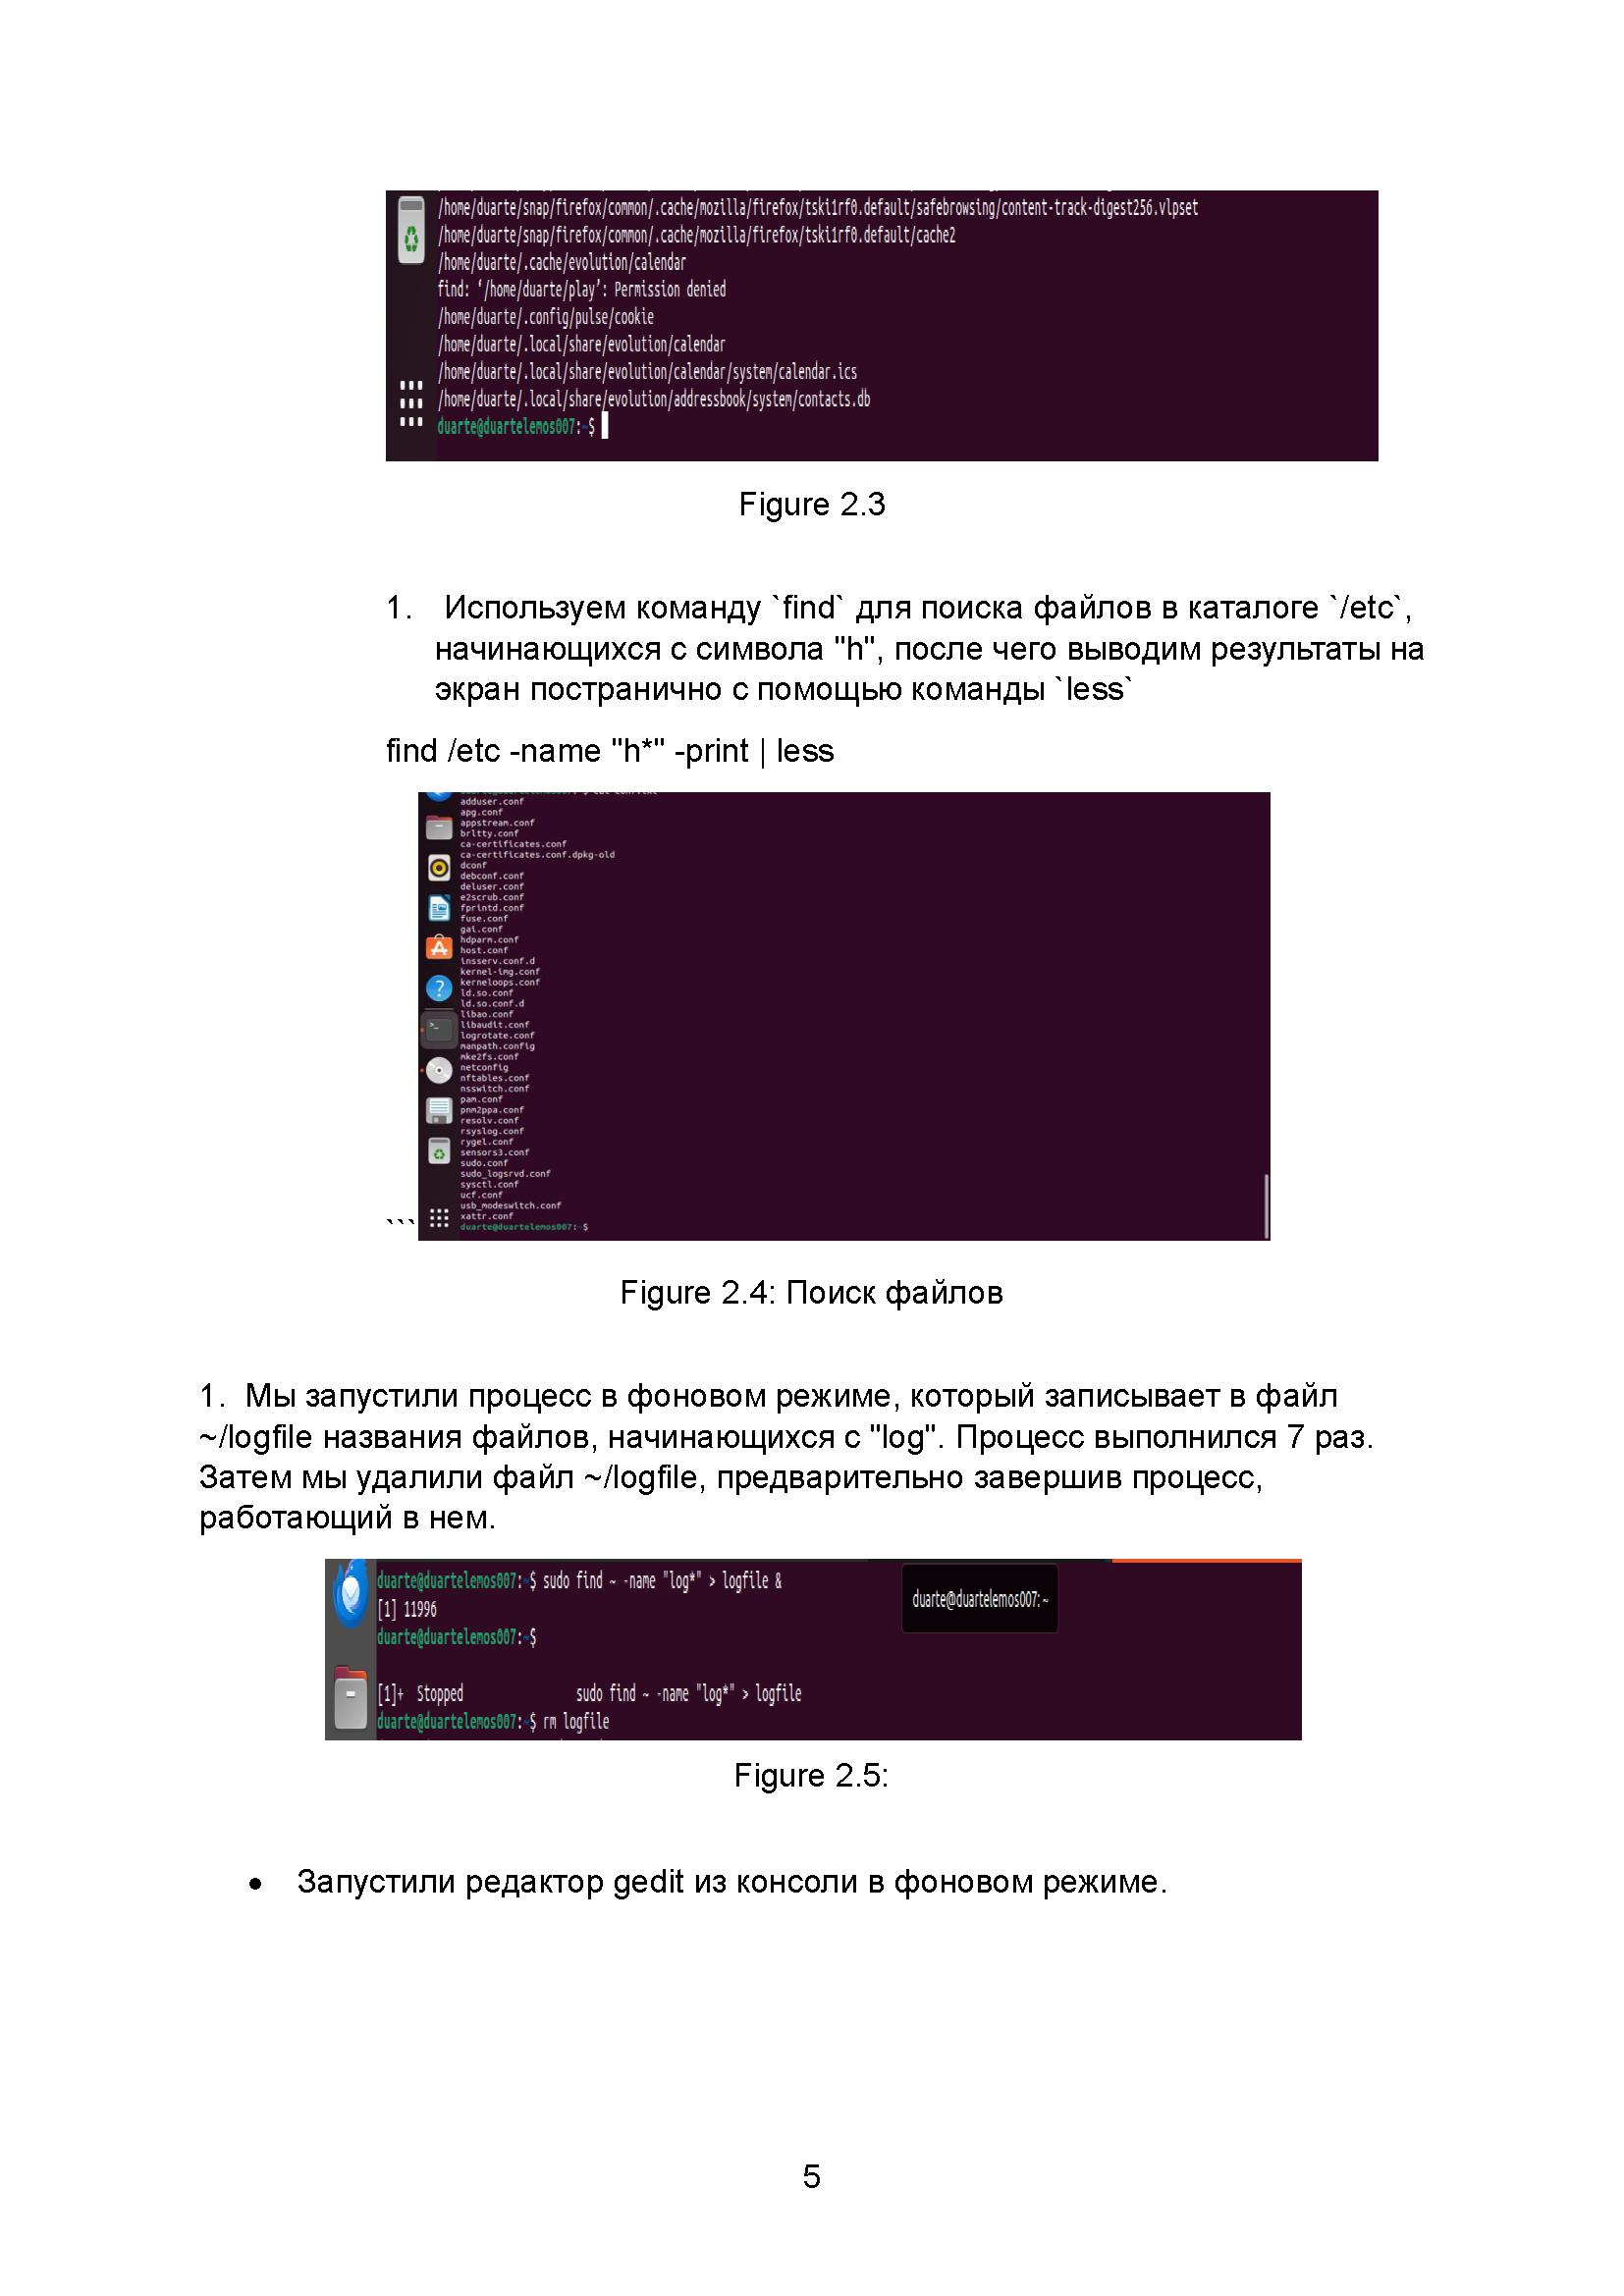 /home/duarte/snap/firefox/common/.cache/mozilla/firefox/tski1rf0.default/safebrowsing/content-track-digest256.vlpset
/home/duarte/snap/firefox/common/.cache/mozilla/firefox/tski1rf0.default/cache2
/home/duarte/.cache/evolution/calendar
find: ‘/home/duarte/play’: Permission denied
/home/duarte/.config/pulse/cookie
/home/duarte/.local/share/evolution/calendar
/home/duarte/.local/share/evolution/calendar/system/calendar.ics
/home/duarte/.local/share/evolution/addressbook/system/contacts.db
duarte@duartelemos007:~$
Figure 2.3
1. Используем команду `find` для поиска файлов в каталоге `/etc`,
начинающихся с символа "h", после чего выводим результаты на
экран постранично с помощью команды `less`
find /etc -name "h*" -print | less
adduser.conf
apg.conf
appstream.conf
brltty.conf
ca-certificates.conf
ca-certificates.conf.dpkg-old
dconf
debconf.conf
deluser.conf
e2scrub.conf
fprintd.conf
fuse.conf
gai.conf
hdparm.conf
host.conf
insserv.conf.d
kernel-img.conf
kerneloops.conf
ld.so.conf
ld.so.conf.d
libao.conf
libaudit.conf
logrotate.conf
manpath.config
mke2fs.conf
netconfig
nftables.conf
nsswitch.conf
pam.conf
pnm2ppa.conf
resolv.conf
rsyslog.conf
rygel.conf
sensors3.conf
sudo.conf
sudo_logsrvd.conf
sysctl.conf
ucf.conf
usb_modeswitch.conf
xattr.conf
duarte@duartelemos007:~$
```
Figure 2.4: Поиск файлов
1. Мы запустили процесс в фоновом режиме, который записывает в файл
~/logfile названия файлов, начинающихся с "log". Процесс выполнился 7 раз.
Затем мы удалили файл ~/logfile, предварительно завершив процесс,
работающий в нем.
duarte@duartelemos007:~$ sudo find ~ -name "log*" > logfile &
duarte@duartelemos007: ~
[1] 11996
duarte@duartelemos007:~$
[1]+ Stopped sudo find ~ -name "log*" > logfile
duarte@duartelemos007:~$ rm logfile
Figure 2.5:
• Запустили редактор gedit из консоли в фоновом режиме.
5